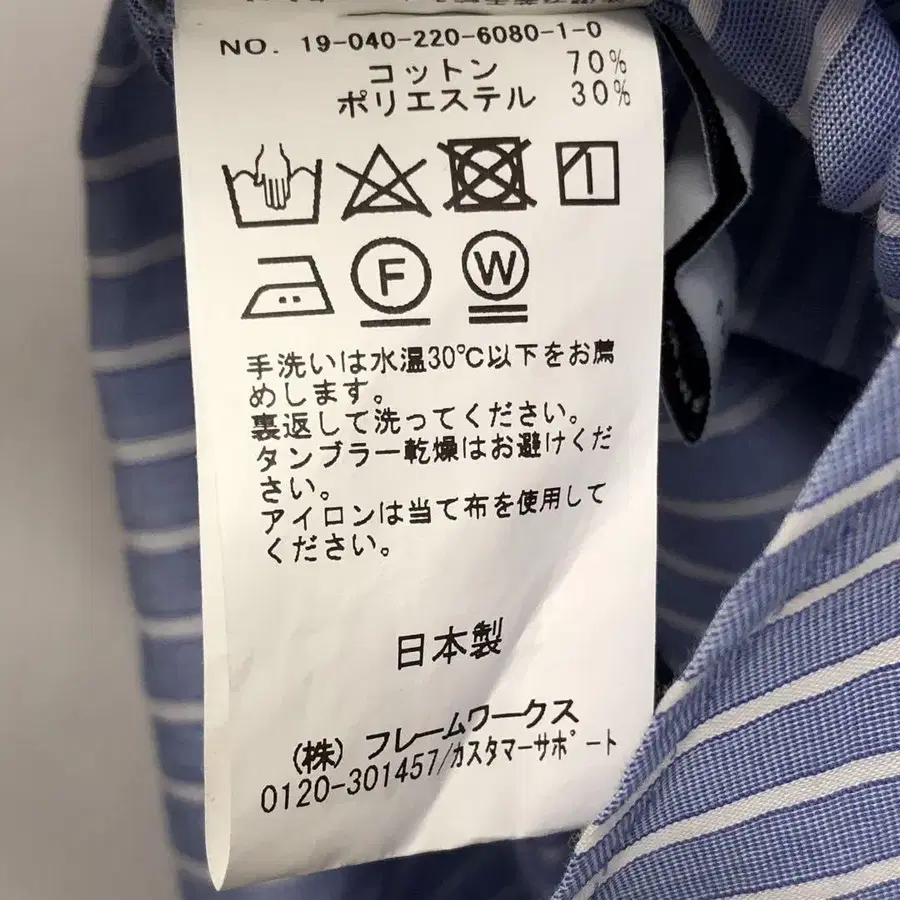 NO. 19-040-220-6080-1-0
コットン 70%
ポリエステル 30%
F
W
手洗いは水温30℃以下をお薦
めします。
裏返して洗ってください。
タンブラー乾燥はお避けくだ
さい。
アイロンは当て布を使用して
ください。
日本製
(株) フレームワークス
0120-301457/カスタマーサポート